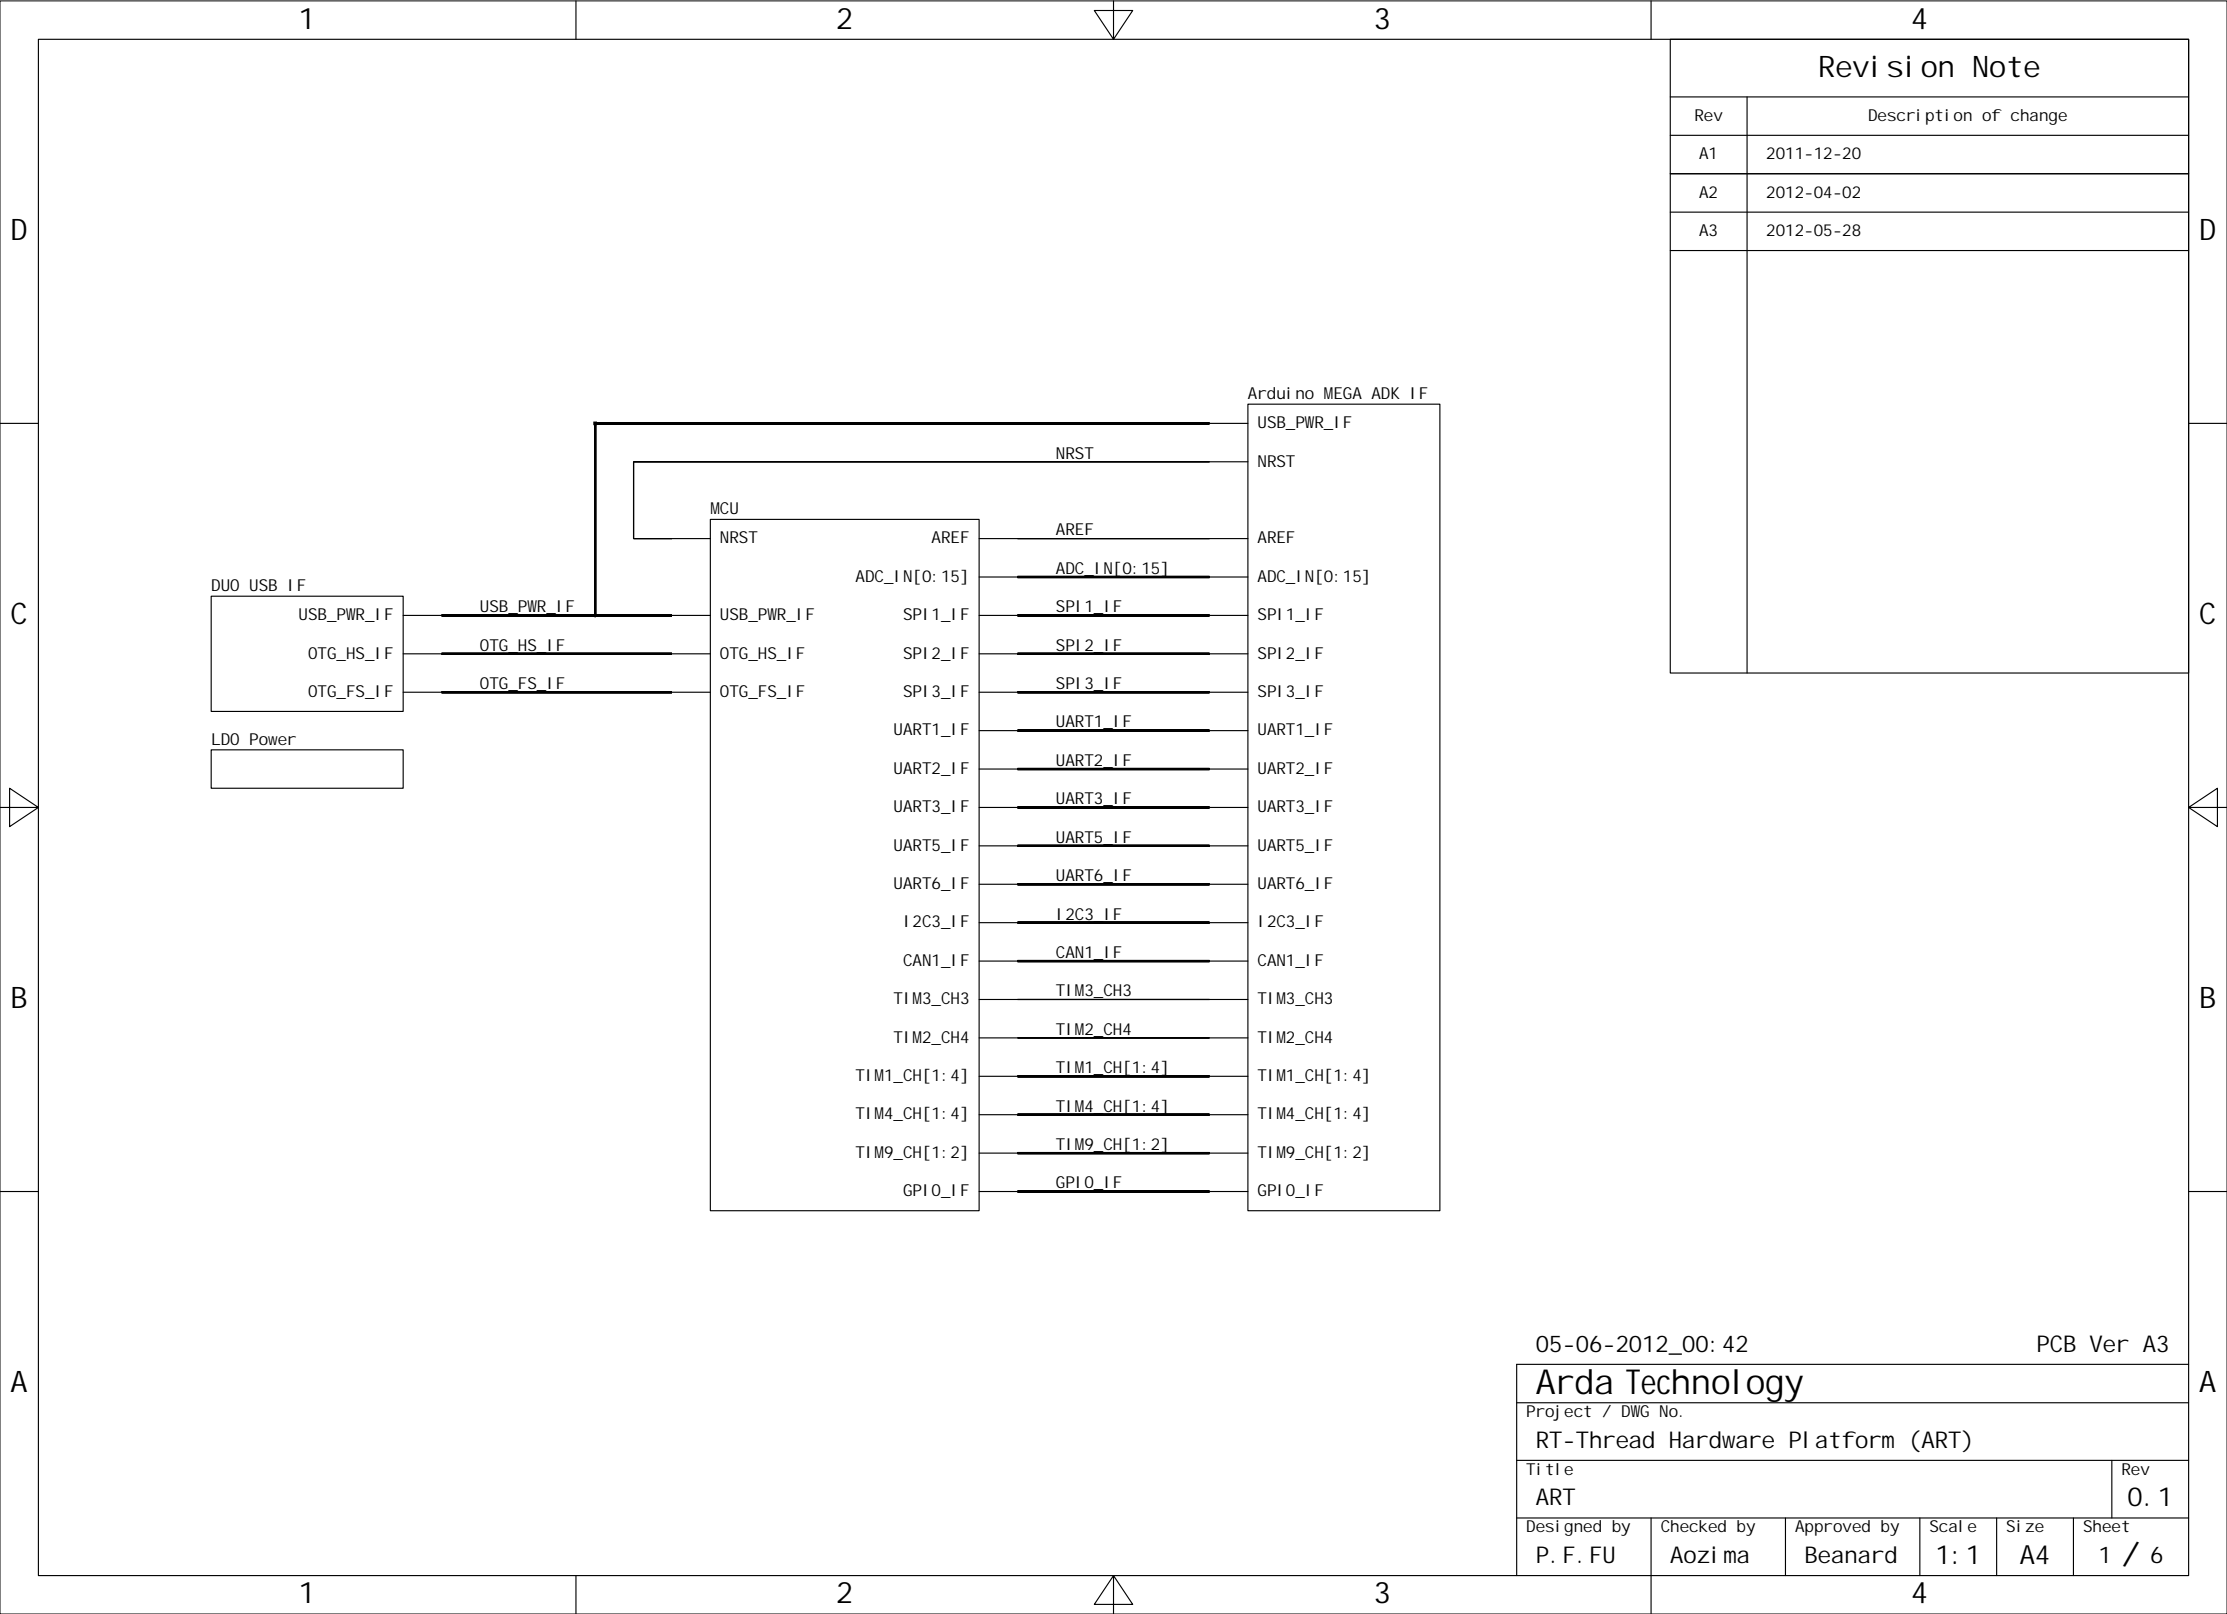 1 2 3 4
Revision Note
Rev Description of change
A1 2011-12-20
A2 2012-04-02
A3 2012-05-28
D D
Arduino MEGA ADK IF
USB_PWR_IF
NRST NRST
MCU
NRST AREF AREF AREF
ADC_IN[0:15] ADC_IN[0:15] ADC_IN[0:15]
DUO USB IF
C USB_PWR_IF USB_PWR_IF USB_PWR_IF SPI1_IF SPI1_IF SPI1_IF C
OTG_HS_IF OTG_HS_IF OTG_HS_IF SPI2_IF SPI2_IF SPI2_IF
OTG_FS_IF OTG_FS_IF OTG_FS_IF SPI3_IF SPI3_IF SPI3_IF
UART1_IF UART1_IF UART1_IF
LDO Power
UART2_IF UART2_IF UART2_IF
UART3_IF UART3_IF UART3_IF
UART5_IF UART5_IF UART5_IF
UART6_IF UART6_IF UART6_IF
I2C3_IF I2C3_IF I2C3_IF
CAN1_IF CAN1_IF CAN1_IF
B TIM3_CH3 TIM3_CH3 TIM3_CH3 B
TIM2_CH4 TIM2_CH4 TIM2_CH4
TIM1_CH[1:4] TIM1_CH[1:4] TIM1_CH[1:4]
TIM4_CH[1:4] TIM4_CH[1:4] TIM4_CH[1:4]
TIM9_CH[1:2] TIM9_CH[1:2] TIM9_CH[1:2]
GPIO_IF GPIO_IF GPIO_IF
05-06-2012_00:42 PCB Ver A3
A Arda Technology A
Project / DWG No.
RT-Thread Hardware Platform (ART)
Title Rev
ART 0.1
Designed by Checked by Approved by Scale Size Sheet
P.F.FU Aozima Beanard 1:1 A4 1 / 6
1 2 3 4